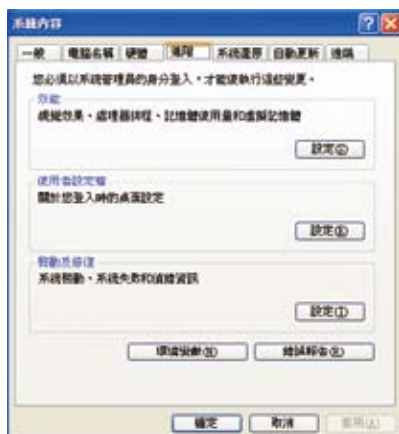 系統內容
一般 電腦名稱 硬體 進階 系統還原 自動更新 遠端
您必須以系統管理員的身分登入，才能執行這些變更。
效能
視覺效果、處理器排程、記憶體使用量和虛擬記憶體
設定(S)
使用者設定檔
關於您登入時的桌面設定
設定(E)
啟動及修復
系統啟動、系統失敗和偵錯資訊
設定(T)
環境變數(N) 錯誤報告(R)
確定 取消 套用(A)